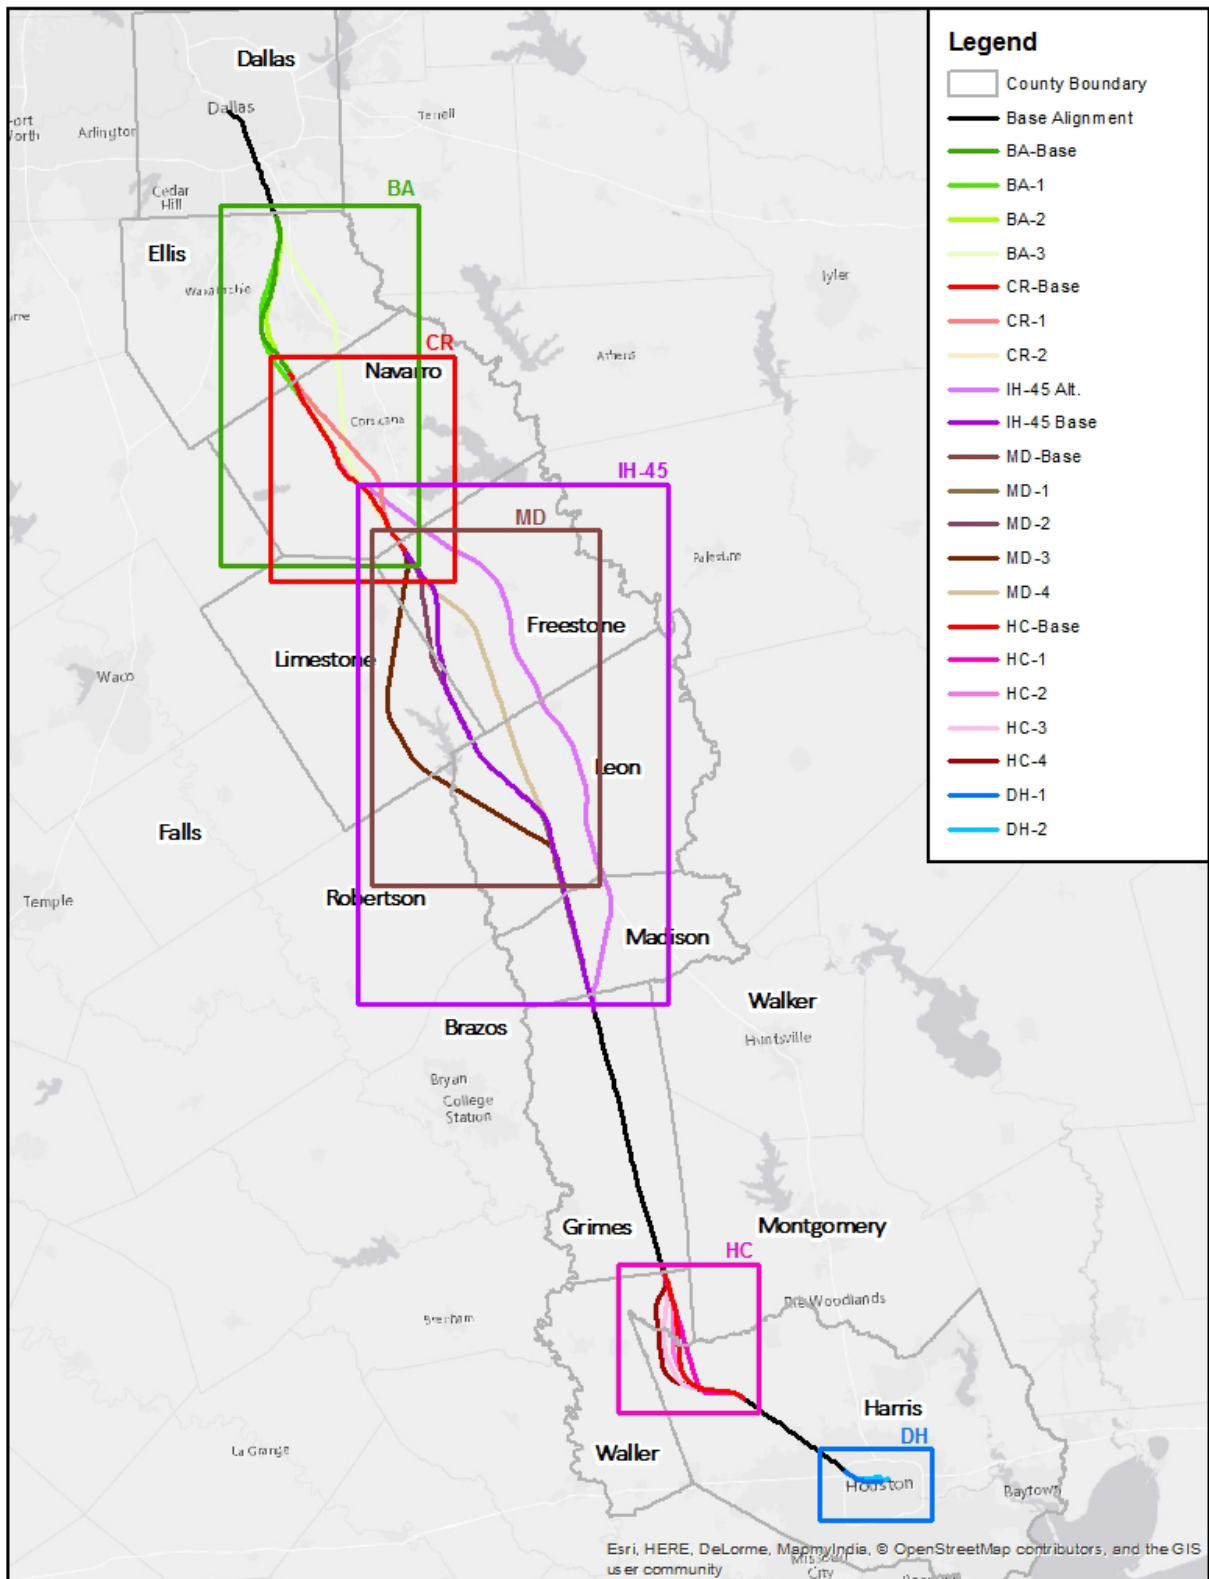 Legend
County Boundary
Base Alignment
BA-Base
BA-1
BA-2
BA-3
CR-Base
CR-1
CR-2
IH-45 Alt.
IH-45 Base
MD-Base
MD-1
MD-2
MD-3
MD-4
HC-Base
HC-1
HC-2
HC-3
HC-4
DH-1
DH-2
Dallas
Dallas
Terrell
Arlington
Cedar
Hill
BA
Ellis
Waxahachie
Tyler
CR
Athens
Navarro
Corsicana
IH-45
MD
Palestine
Freestone
Limestone
Waco
Leon
Falls
Robertson
Temple
Madison
Walker
Brazos
Huntsville
Bryan
College
Station
Grimes
Montgomery
HC
The Woodlands
Brenham
Harris
Waller
DH
La Grange
Houston
Baytown
Esri, HERE, DeLorme, MapmyIndia, © OpenStreetMap contributors, and the GIS
user community
City